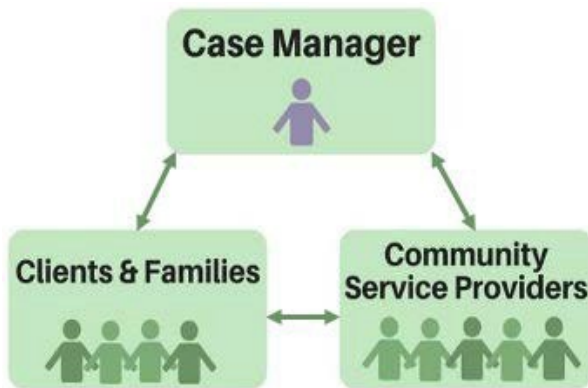 Case Manager
Clients & Families
Community
Service Providers